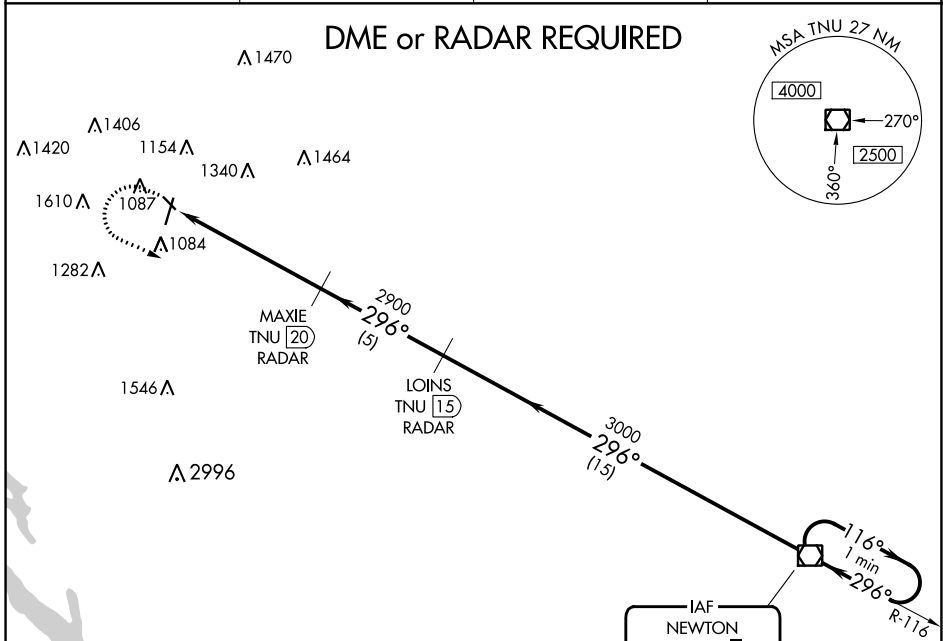 DME or RADAR REQUIRED
MSA TNU 27 NM
4000
270°
2500
360°
1470
1406
1420
1154
1340
1464
1610
1087
1084
1282
MAXIE
TNU 20
RADAR
2900
296°
(5)
LOINS
TNU 15
RADAR
1546
2996
3000
296°
(15)
116°
1 min
296°
R-116
IAF
NEWTON